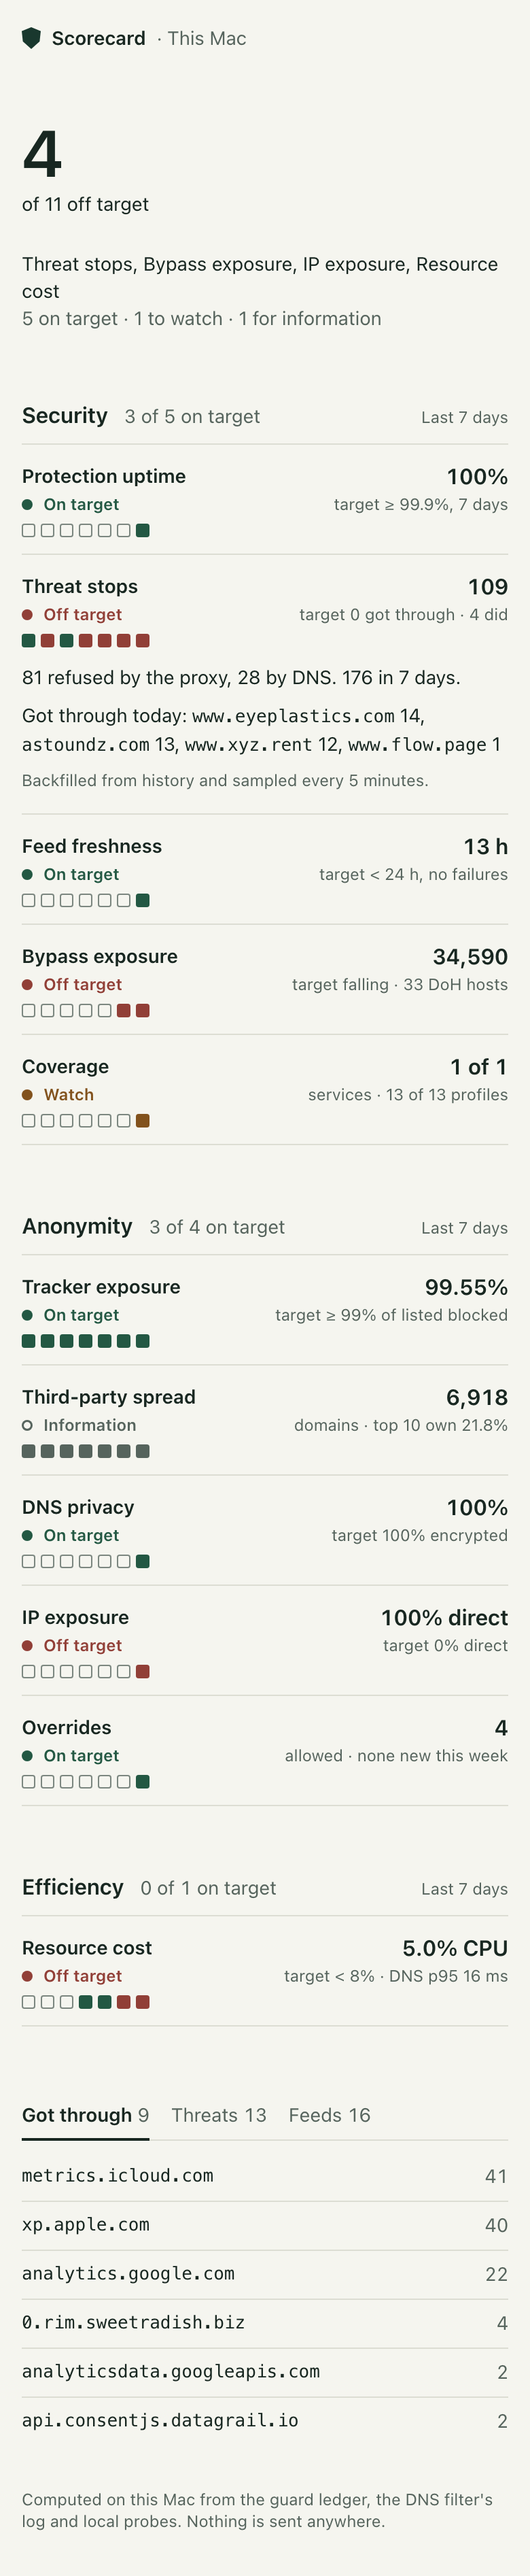 Scorecard · This Mac
4
of 11 off target
Threat stops, Bypass exposure, IP exposure, Resource
cost
5 on target · 1 to watch · 1 for information
Security 3 of 5 on target Last 7 days
Protection uptime 100%
On target target ≥ 99.9%, 7 days
Threat stops 109
Off target target 0 got through · 4 did
81 refused by the proxy, 28 by DNS. 176 in 7 days.
Got through today: www.eyeplastics.com 14,
astoundz.com 13, www.xyz.rent 12, www.flow.page 1
Backfilled from history and sampled every 5 minutes.
Feed freshness 13 h
On target target < 24 h, no failures
Bypass exposure 34,590
Off target target falling · 33 DoH hosts
Coverage 1 of 1
Watch services · 13 of 13 profiles
Anonymity 3 of 4 on target Last 7 days
Tracker exposure 99.55%
On target target ≥ 99% of listed blocked
Third-party spread 6,918
Information domains · top 10 own 21.8%
DNS privacy 100%
On target target 100% encrypted
IP exposure 100% direct
Off target target 0% direct
Overrides 4
On target allowed · none new this week
Efficiency 0 of 1 on target Last 7 days
Resource cost 5.0% CPU
Off target target < 8% · DNS p95 16 ms
Got through 9 Threats 13 Feeds 16
metrics.icloud.com 41
xp.apple.com 40
analytics.google.com 22
0.rim.sweetradish.biz 4
analyticsdata.googleapis.com 2
api.consentjs.datagrail.io 2
Computed on this Mac from the guard ledger, the DNS filter's
log and local probes. Nothing is sent anywhere.